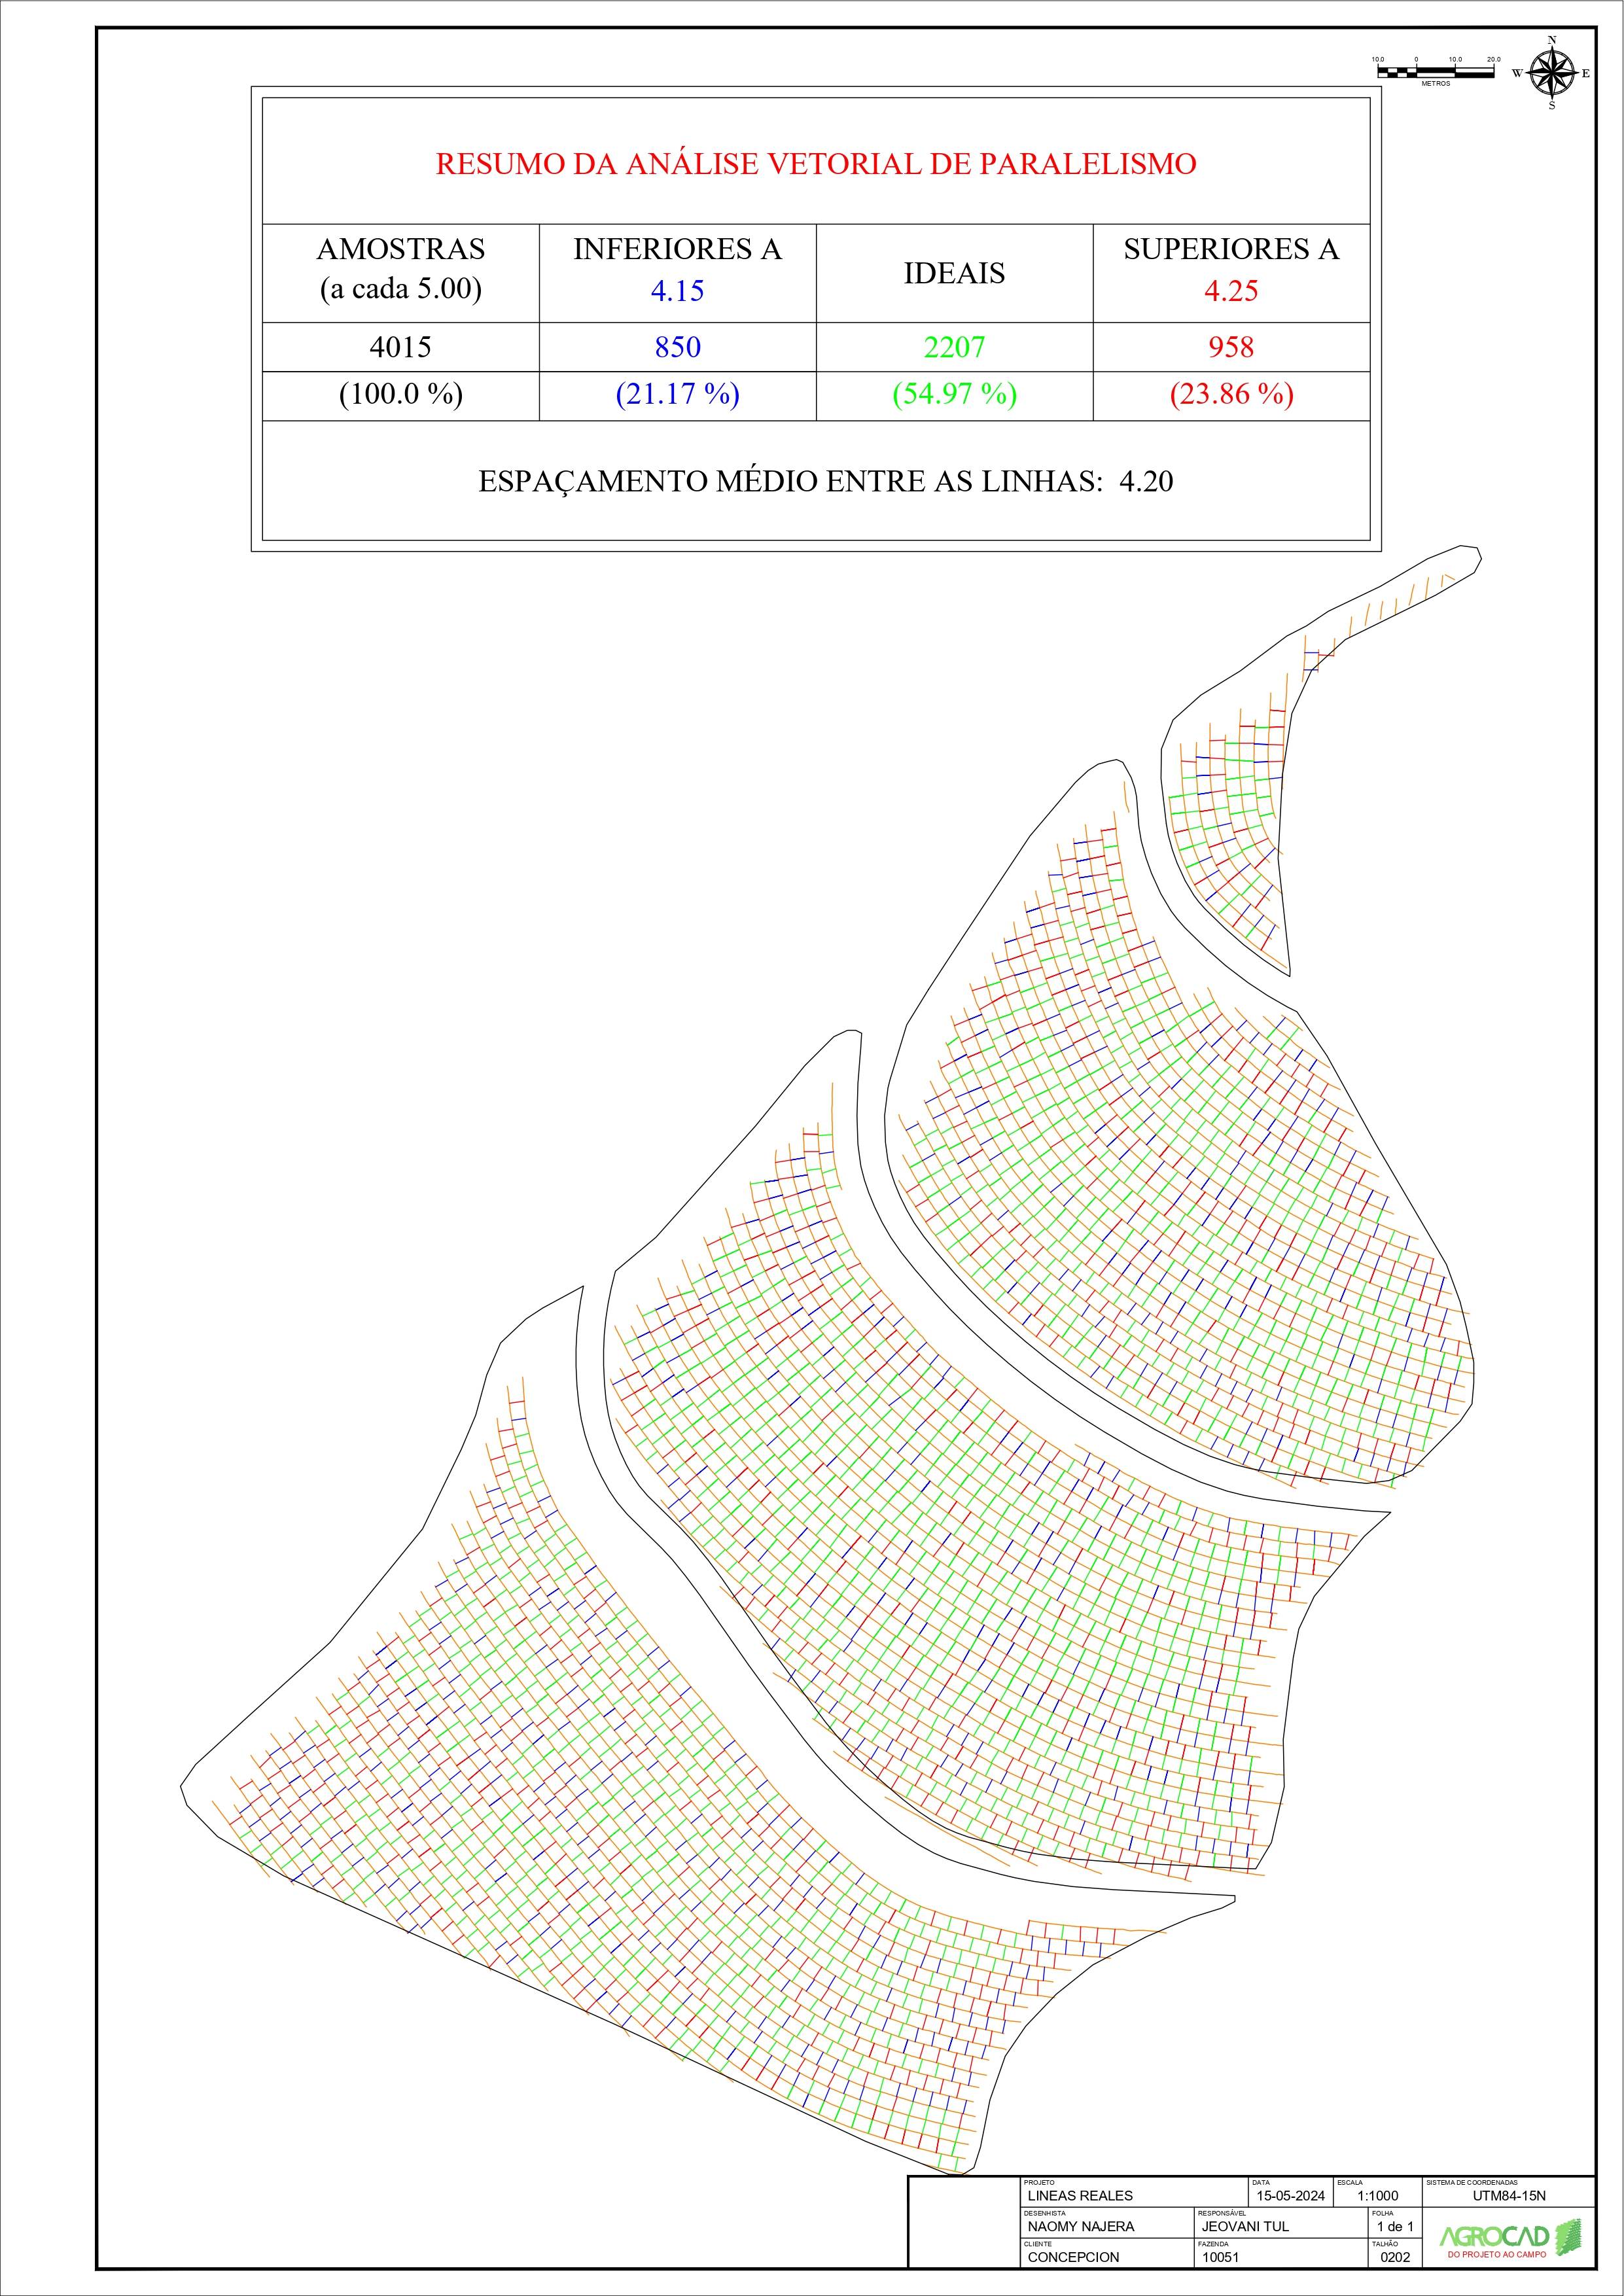 N
10.0 0 10.0 20.0
W E
METROS
S
RESUMO DA ANÁLISE VETORIAL DE PARALELISMO
AMOSTRAS
(a cada 5.00)
INFERIORES A
4.15
IDEAIS
SUPERIORES A
4.25
4015 850 2207 958
(100.0 %) (21.17 %) (54.97 %) (23.86 %)
ESPAÇAMENTO MÉDIO ENTRE AS LINHAS: 4.20
PROJETO
LINEAS REALES
DATA
15-05-2024
ESCALA
1:1000
SISTEMA DE COORDENADAS
UTM84-15N
DESENHISTA
NAOMY NAJERA
RESPONSÁVEL
JEOVANI TUL
FOLHA
1 de 1
CLIENTE
CONCEPCION
FAZENDA
10051
TALHÃO
0202
AGROCAD
DO PROJETO AO CAMPO